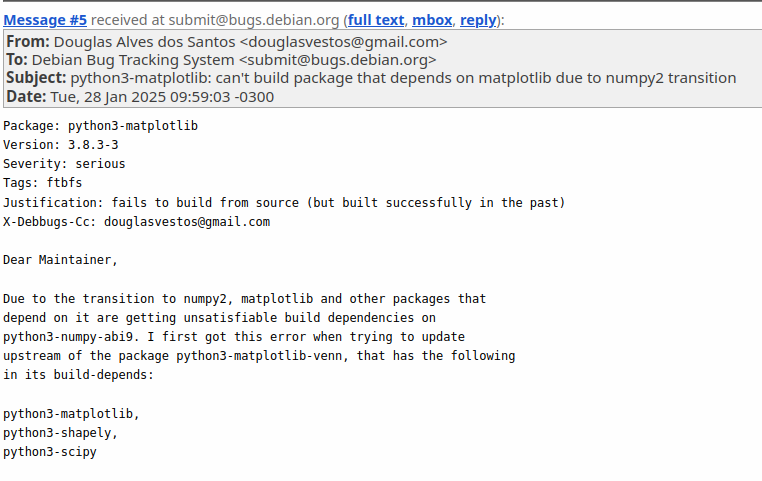 Message #5 received at submit@bugs.debian.org (full text, mbox, reply):
From: Douglas Alves dos Santos <douglasvestos@gmail.com>
To: Debian Bug Tracking System <submit@bugs.debian.org>
Subject: python3-matplotlib: can't build package that depends on matplotlib due to numpy2 transition
Date: Tue, 28 Jan 2025 09:59:03 -0300
Package: python3-matplotlib
Version: 3.8.3-3
Severity: serious
Tags: ftbfs
Justification: fails to build from source (but built successfully in the past)
X-Debbugs-Cc: douglasvestos@gmail.com
Dear Maintainer,
Due to the transition to numpy2, matplotlib and other packages that
depend on it are getting unsatisfiable build dependencies on
python3-numpy-abi9. I first got this error when trying to update
upstream of the package python3-matplotlib-venn, that has the following
in its build-depends:
python3-matplotlib,
python3-shapely,
python3-scipy